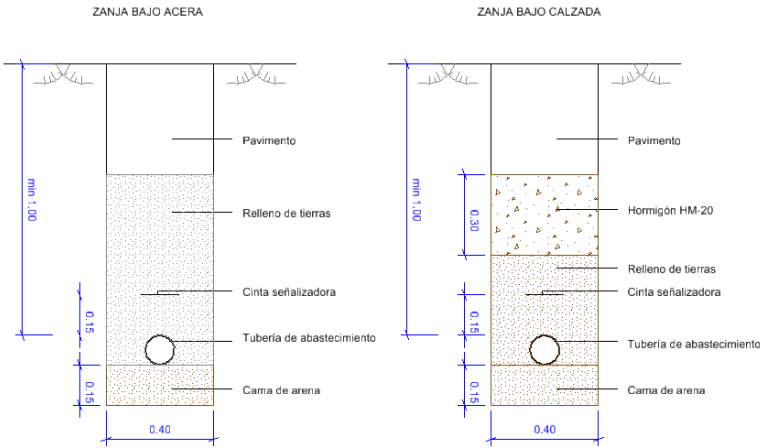 ZANJA BAJO ACERA
Pavimento
Relleno de tierras
Cinta señalizadora
Tubería de abastecimiento
Cama de arena
min 1.00
0.15
0.15
0.40
ZANJA BAJO CALZADA
Pavimento
Hormigón HM-20
Relleno de tierras
Cinta señalizadora
Tubería de abastecimiento
Cama de arena
min 1.00
0.30
0.15
0.15
0.40